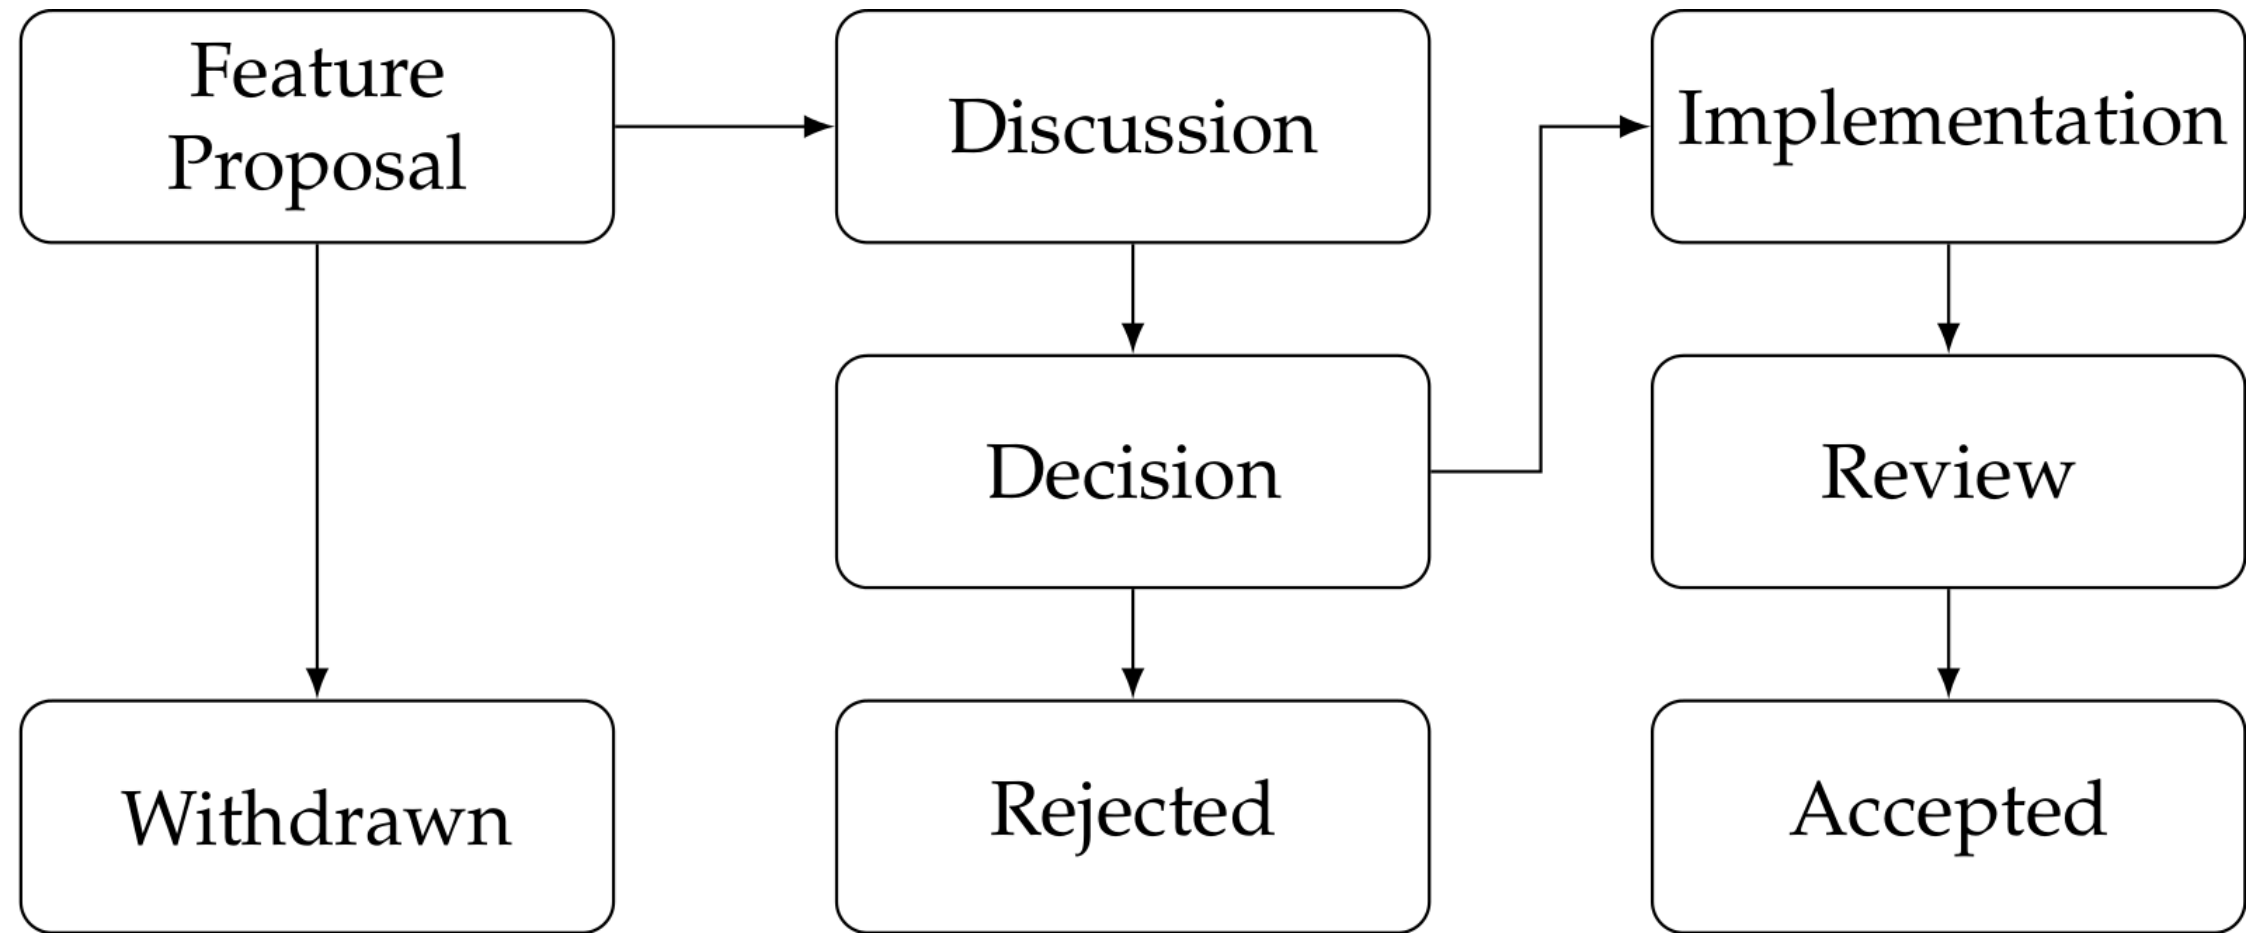 Feature
Proposal
Discussion
Implementation
Decision
Review
Withdrawn
Rejected
Accepted